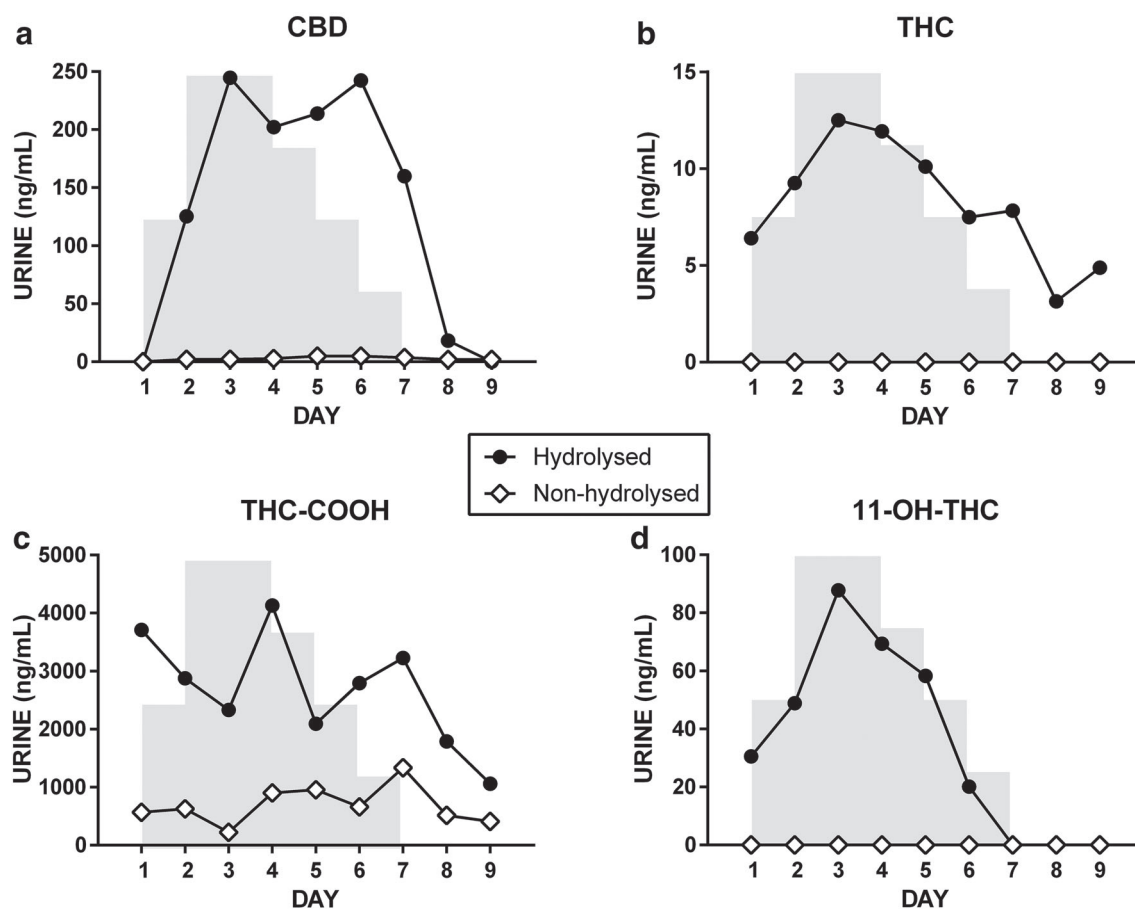 a
CBD
250
200
150
100
50
0
URINE (ng/mL)
1 2 3 4 5 6 7 8 9
DAY
b
THC
15
10
5
0
URINE (ng/mL)
1 2 3 4 5 6 7 8 9
DAY
Hydrolysed
Non-hydrolysed
c
THC-COOH
5000
4000
3000
2000
1000
0
URINE (ng/mL)
1 2 3 4 5 6 7 8 9
DAY
d
11-OH-THC
100
80
60
40
20
0
URINE (ng/mL)
1 2 3 4 5 6 7 8 9
DAY